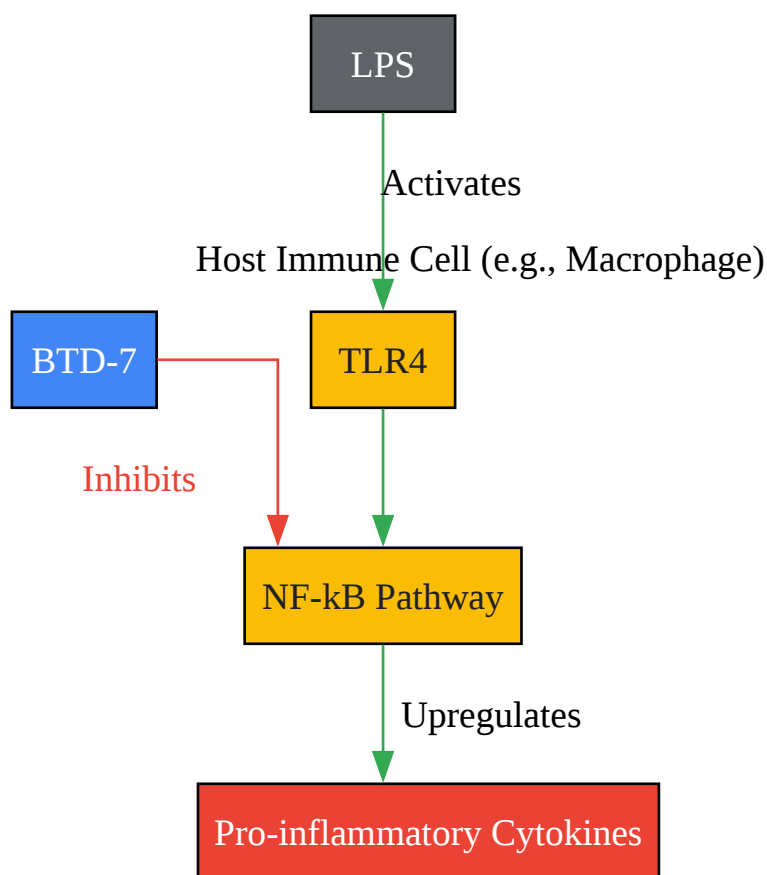 LPS
Activates
Host Immune Cell (e.g., Macrophage)
BTD-7
TLR4
Inhibits
NF-kB Pathway
Upregulates
Pro-inflammatory Cytokines